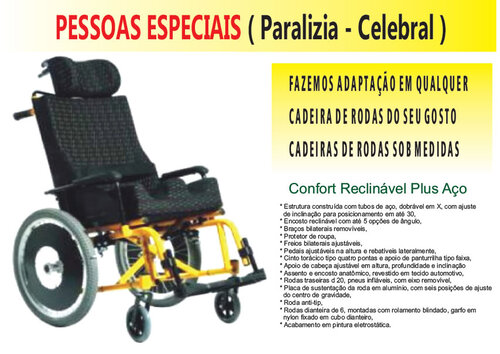 PESSOAS ESPECIAIS ( Paralizia - Celebral )
FAZEMOS ADAPTAÇÃO EM QUALQUER
CADEIRA DE RODAS DO SEU GOSTO
CADEIRAS DE RODAS SOB MEDIDAS
Confort Reclinável Plus Aço
* Estrutura construída com tubos de aço, dobrável em X, com ajuste
de inclinação para posicionamento em até 30,
* Encosto reclinável com até 5 opções de ângulo,
* Braços bilaterais removíveis,
* Protetor de roupa,
* Freios bilaterais ajustáveis,
* Pedais ajustáveis na altura e rebatíveis lateralmente,
* Cinto torácico tipo quatro pontas e apoio de panturrilha tipo faixa,
* Apoio de cabeça ajustável em altura, profundidade e inclinação
* Assento e encosto anatômico, revestido em tecido automotivo,
* Rodas traseiras d 20, pneus infláveis, com eixo removível,
* Placa de sustentação da roda em alumínio, com seis posições de ajuste
do centro de gravidade,
* Roda anti-tip,
* Rodas dianteira de 6, montadas com rolamento blindado, garfo em
nylon fixado em cubo dianteiro,
* Acabamento em pintura eletrostática.